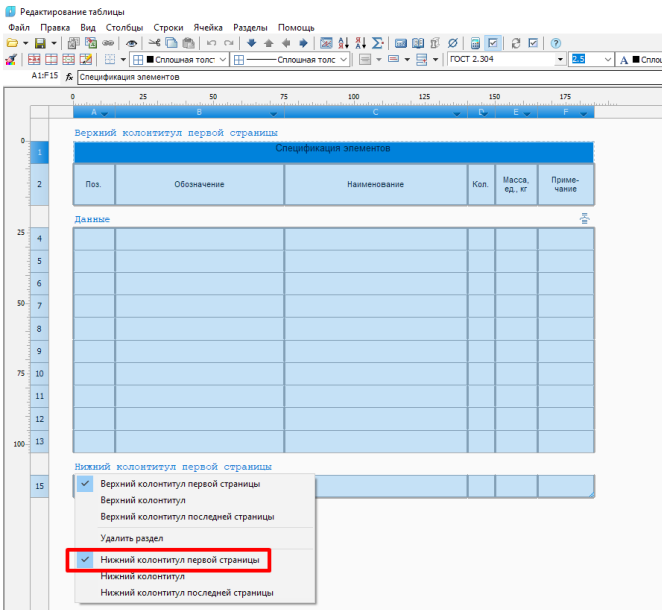 Редактирование таблицы
Файл Правка Вид Столбцы Строки Ячейка Разделы Помощь
Сплошная толс Сплошная толс ГОСТ 2.304 2.5 A Сплош
A1:F15 fx Спецификация элементов
0 25 50 75 100 125 150 175
A B C D E F
Верхний колонтитул первой страницы
0
1 Спецификация элементов
2 Поз. Обозначение Наименование Кол. Масса, ед., кг Приме-чание
Данные
25
4
5
6
50 7
8
9
75 10
11
12
100 13
Нижний колонтитул первой страницы
15
Верхний колонтитул первой страницы
Верхний колонтитул
Верхний колонтитул последней страницы
Удалить раздел
Нижний колонтитул первой страницы
Нижний колонтитул
Нижний колонтитул последней страницы